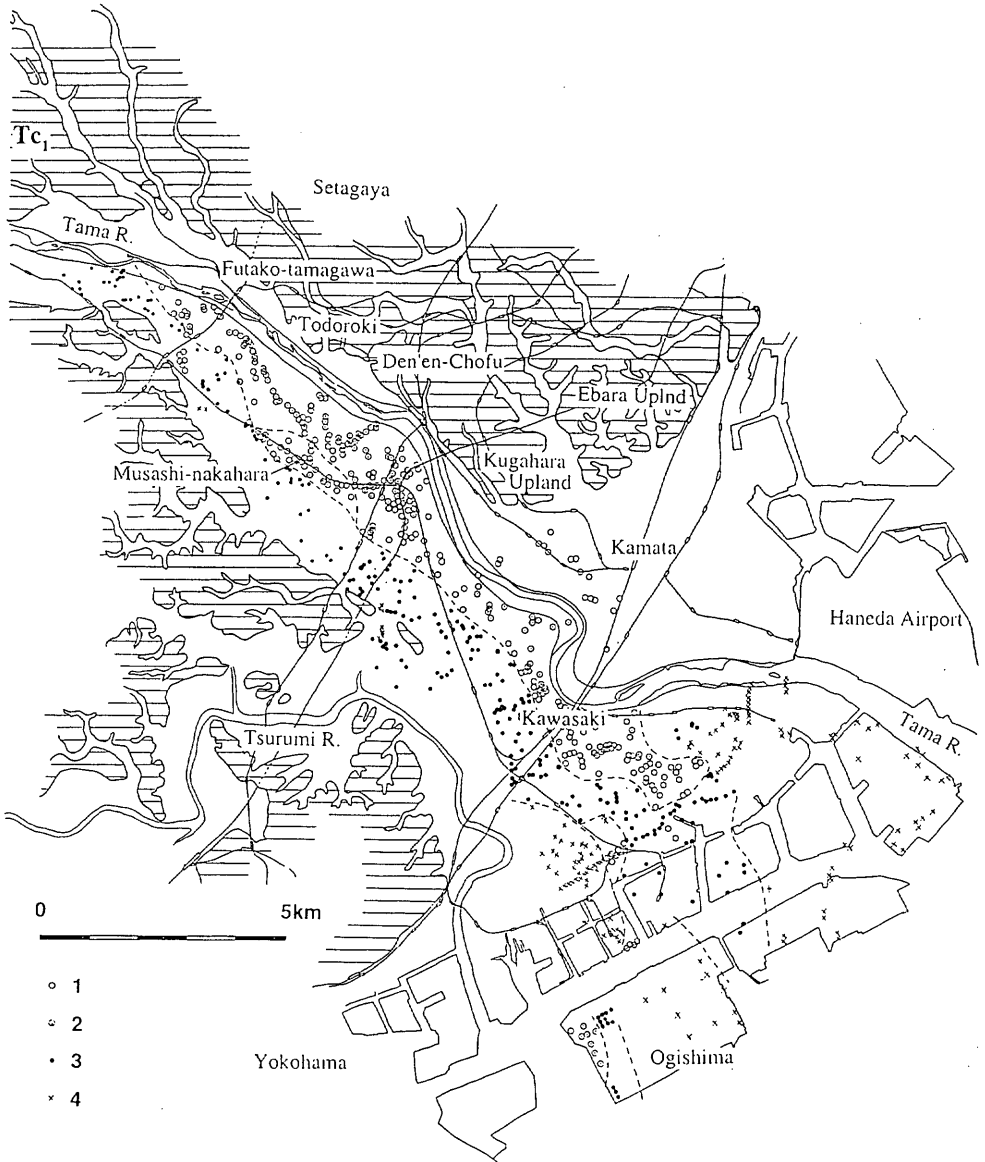 Tc₁
Setagaya
Tama R.
Futako-tamagawa
Todoroki
Den'en-Chofu
Ebara Uplnd
Musashi-nakahara
Kugahara
Upland
Kamata
Haneda Airport
Kawasaki
Tama R.
Tsurumi R.
0 5km
1
2
3
4
Yokohama
Ogishima